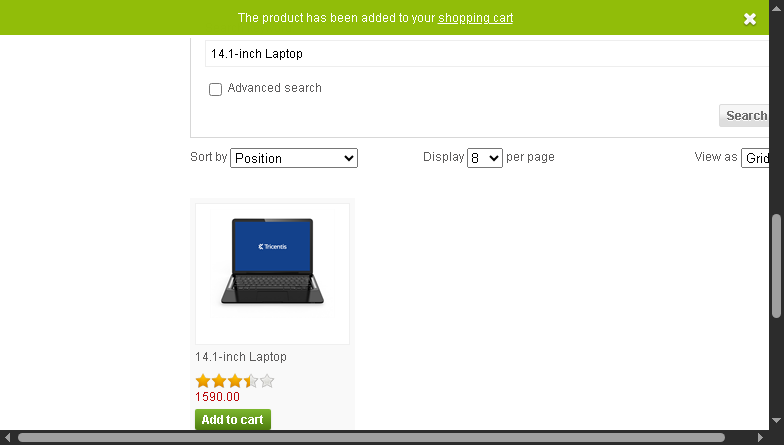 The product has been added to your shopping cart
14.1-inch Laptop
Advanced search
Search
Sort by Position Display 8 per page View as Grid
Tricentis
14.1-inch Laptop
1590.00
Add to cart